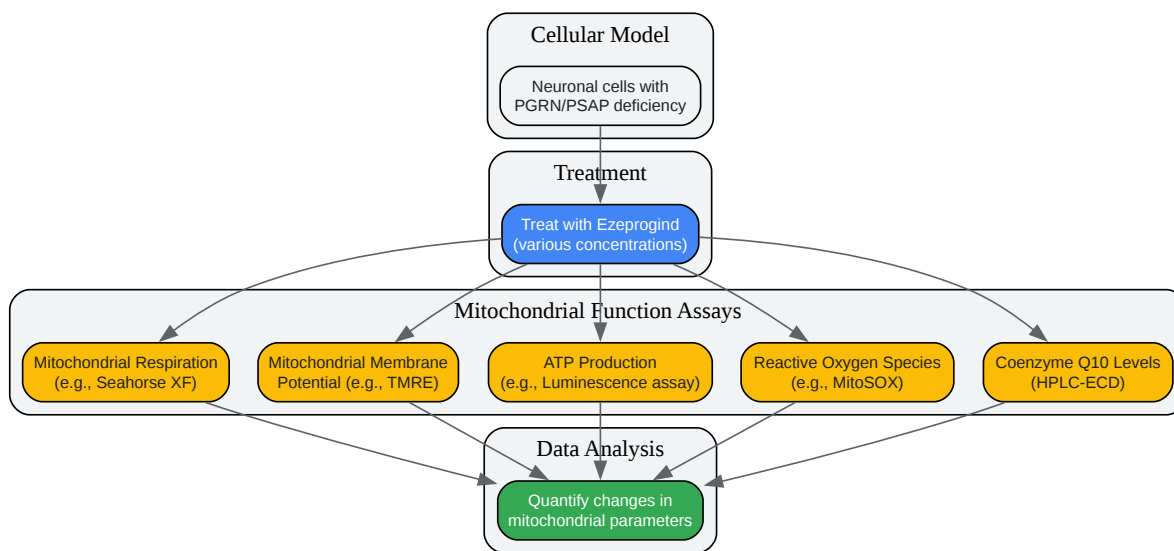 Cellular Model
Neuronal cells with
PGRN/PSAP deficiency
Treatment
Treat with Ezeprogind
(various concentrations)
Mitochondrial Function Assays
Mitochondrial Respiration
(e.g., Seahorse XF)
Mitochondrial Membrane
Potential (e.g., TMRE)
ATP Production
(e.g., Luminescence assay)
Reactive Oxygen Species
(e.g., MitoSOX)
Coenzyme Q10 Levels
(HPLC-ECD)
Data Analysis
Quantify changes in
mitochondrial parameters